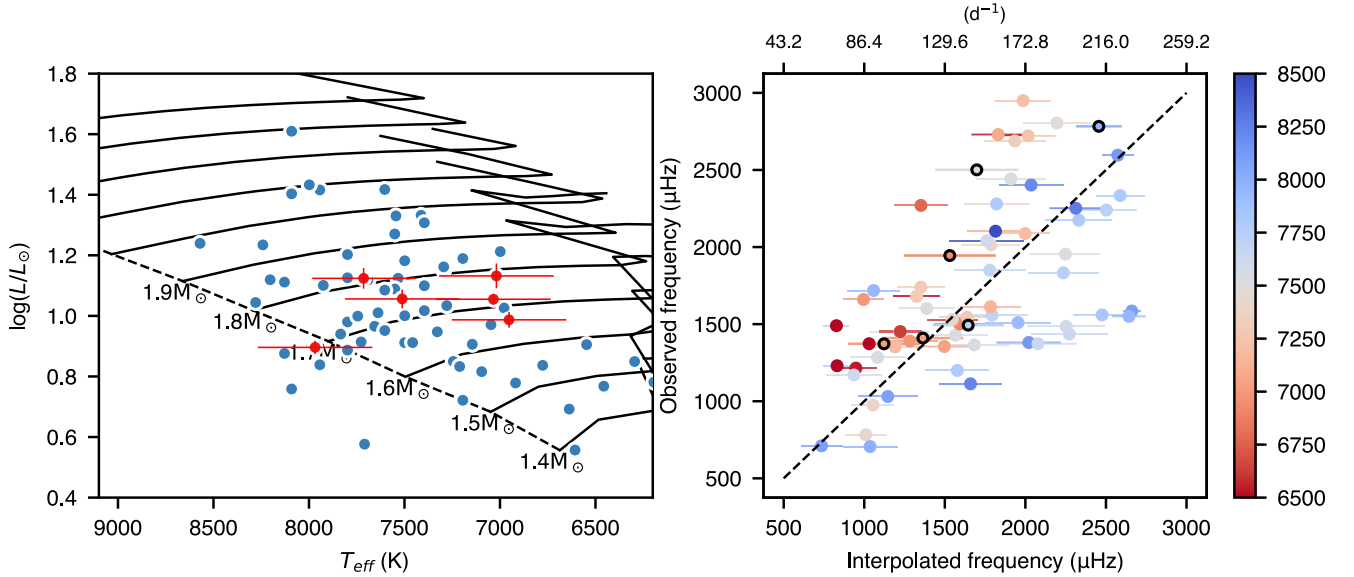 (d⁻¹)
43.2 86.4 129.6 172.8 216.0 259.2
1.8
1.6
1.4
1.2
1.0
0.8
0.6
0.4
log(L/L⊙)
1.9M⊙
1.8M⊙
1.7M⊙
1.6M⊙
1.5M⊙
1.4M⊙
9000 8500 8000 7500 7000 6500
T_eff (K)
3000
2500
2000
1500
1000
500
Observed frequency (μHz)
500 1000 1500 2000 2500 3000
Interpolated frequency (μHz)
8500
8250
8000
7750
7500
7250
7000
6750
6500